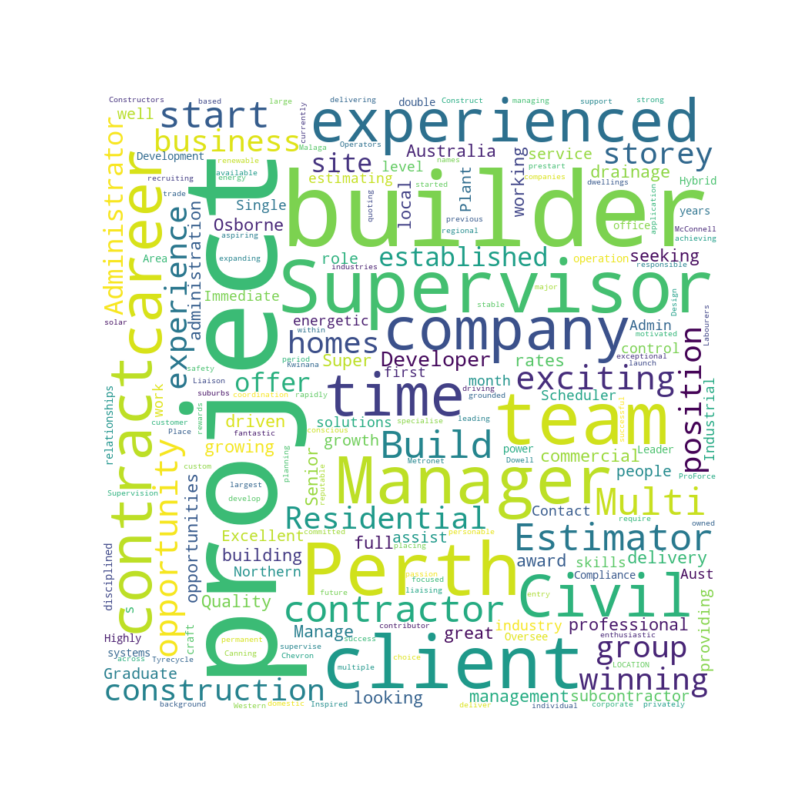 Constructors based large delivering double Construct managing support strong
well start currently experienced
Administrator career business Malaga Operators names prestart companies
Development renewable energy available recruiting trade
site Australia level estimating working service drainage storey
Single aspiring expanding Osborne administration
project builder local quoting Plant started previous regional
dwellings office application Hybrid years McConnell achieving
contract experience Area solar role industries established operation seeking responsible
Immediate Supervisor stable major Design motivated Labourers
energetic within homes company Admin control exceptional launch
safety Liaison suburbs period Kwinana Super Developer first rates driving grounded
offer time exciting position
relationships opportunity work customer Place rewards coordination rapidly driven fantastic
month Scheduler solutions specialise team successful Industrial
growing custom conscious planning growth Build leading power commercial Leader
Supervision opportunities largest develop Senior reputable Metronet Manager Dowell people ProForce
Excellent Residential Contact Multi require owned
building full assist committed placing personable Estimator
Northern Perth focused passion award skills delivery
disciplined s Quality craft future liaising entry Civil Compliance Aust
contractor providing
Highly systems across Tyrecycle permanent Canning supervise success Chevron Manage contributor great industry Oversee professional enthusiastic
client choice LOCATION group
Graduate multiple winning
construction looking management subcontractor
background Western domestic Inspired deliver individual corporate privately